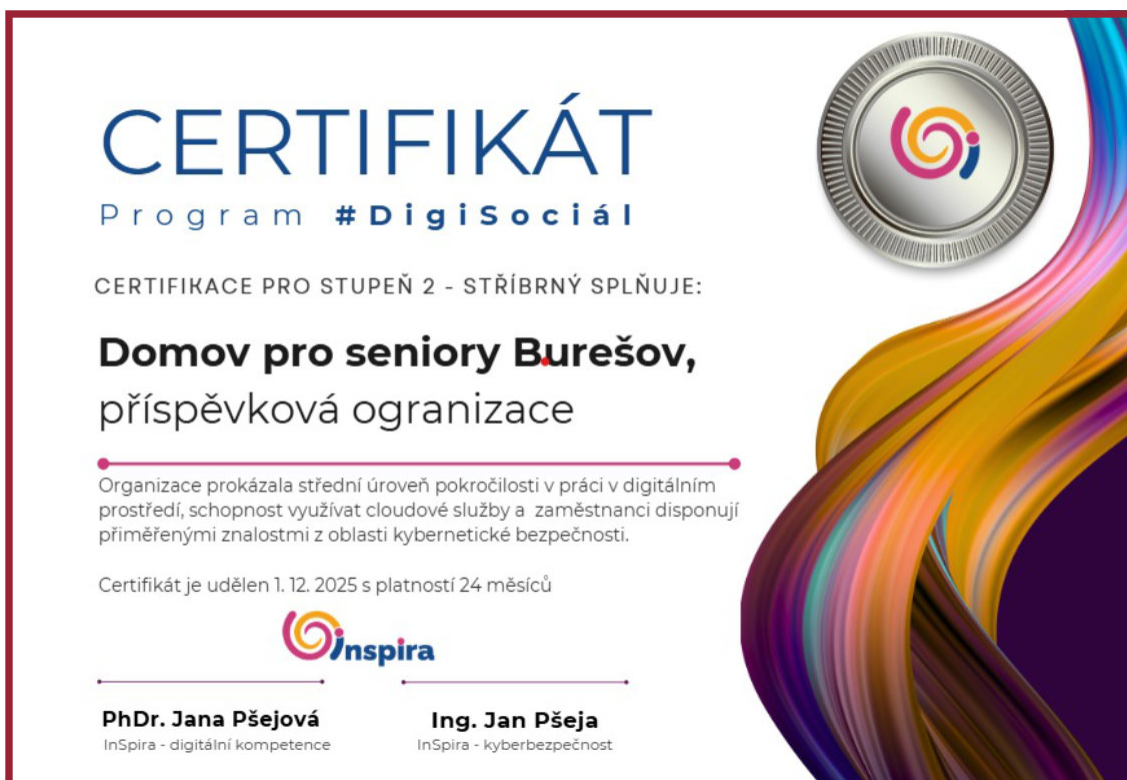 CERTIFIKÁT
Program #DigiSociál
CERTIFIKACE PRO STUPEŇ 2 - STŘÍBRNÝ SPLŇUJE:
Domov pro seniory Burešov,
příspěvková ogranizace
Organizace prokázala střední úroveň pokročilosti v práci v digitálním
prostředí, schopnost využívat cloudové služby a zaměstnanci disponují
přiměřenými znalostmi z oblasti kybernetické bezpečnosti.
Certifikát je udělen 1. 12. 2025 s platností 24 měsíců
inspira
PhDr. Jana Pšejová
InSpira - digitální kompetence
Ing. Jan Pšeja
InSpira - kyberbezpečnost